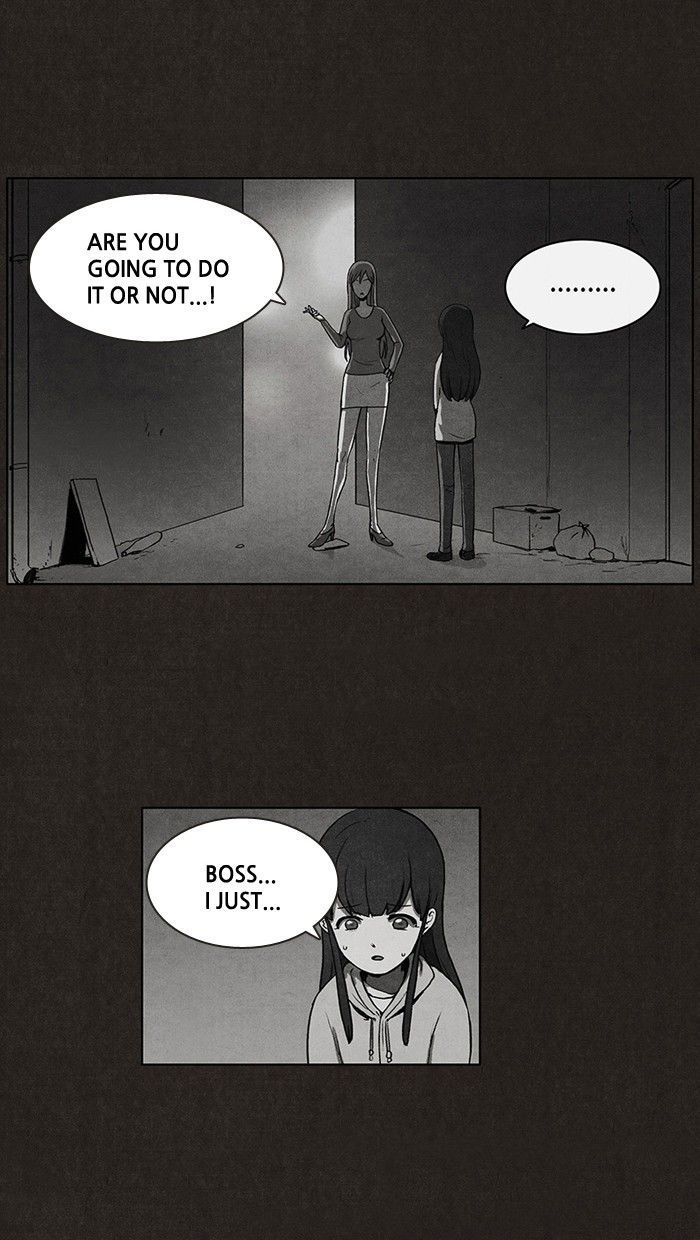 ARE YOU
GOING TO DO
IT OR NOT...!
.........
BOSS...
I JUST...